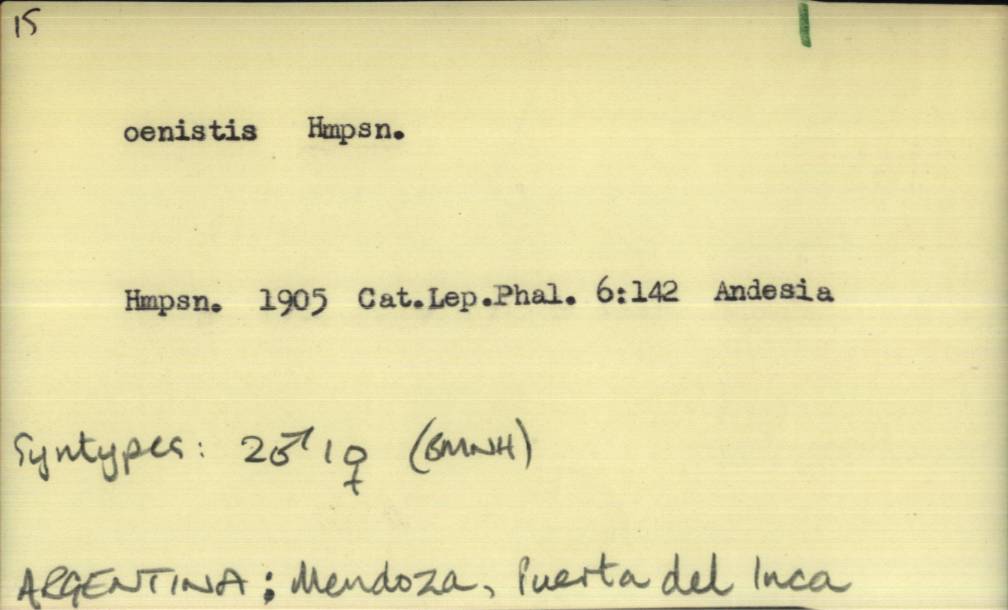 15
oenistis Hmpsn.
Hmpsn. 1905 Cat.Lep.Phal. 6:142 Andesia
Syntypes: 2♂ 1♀ (BMNH)
ARGENTINA: Mendoza, Puerta del Inca